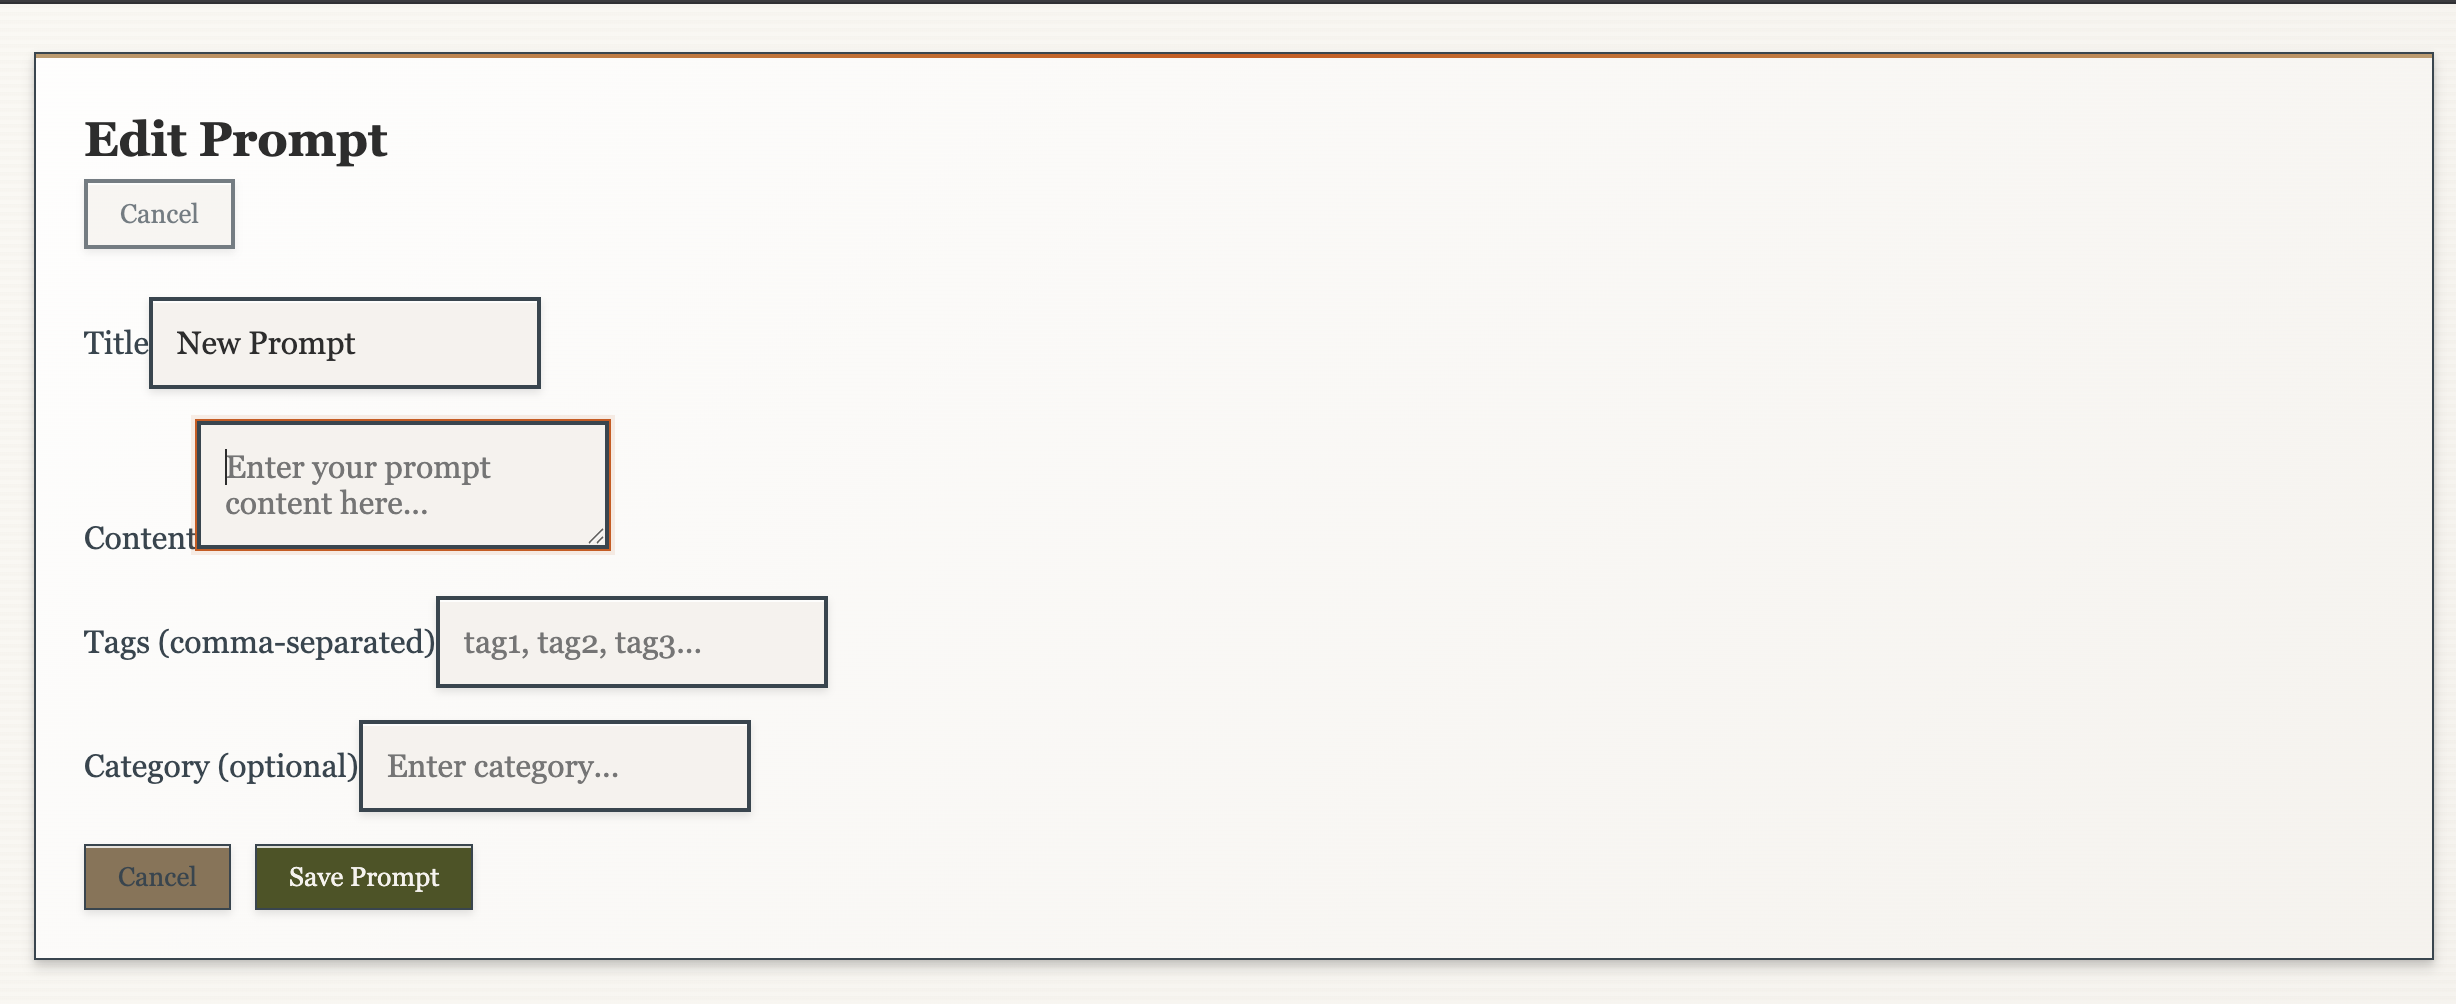 Edit Prompt
Cancel
Title
New Prompt
Content
Enter your prompt
content here...
Tags (comma-separated)
tag1, tag2, tag3...
Category (optional)
Enter category...
Cancel
Save Prompt